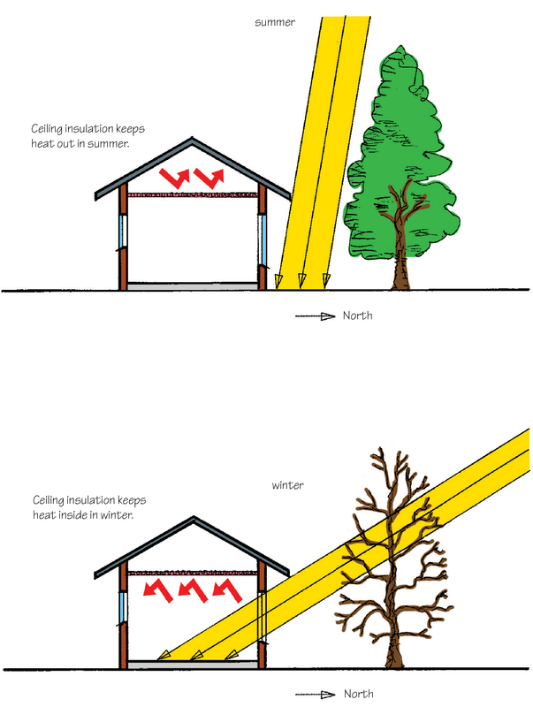 summer
Ceiling insulation keeps
heat out in summer.
North
winter
Ceiling insulation keeps
heat inside in winter.
North